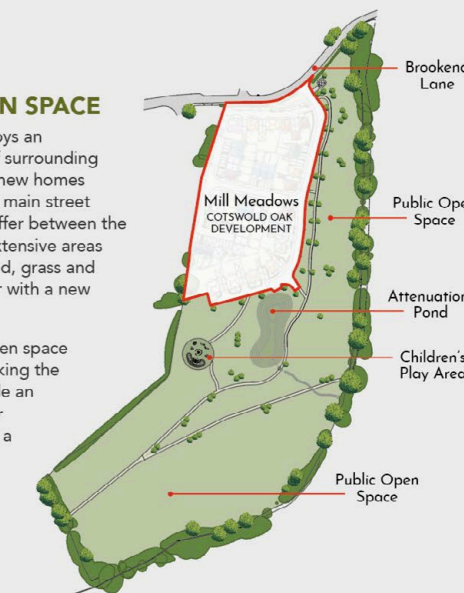 N SPACE
oys an
surrounding
new homes
main street
ffer between the
xtensive areas
d, grass and
r with a new
en space
king the
de an
r
a
Mill Meadows
COTSWOLD OAK
DEVELOPMENT
Brookend
Lane
Public Open
Space
Attenuation
Pond
Children's
Play Area
Public Open
Space